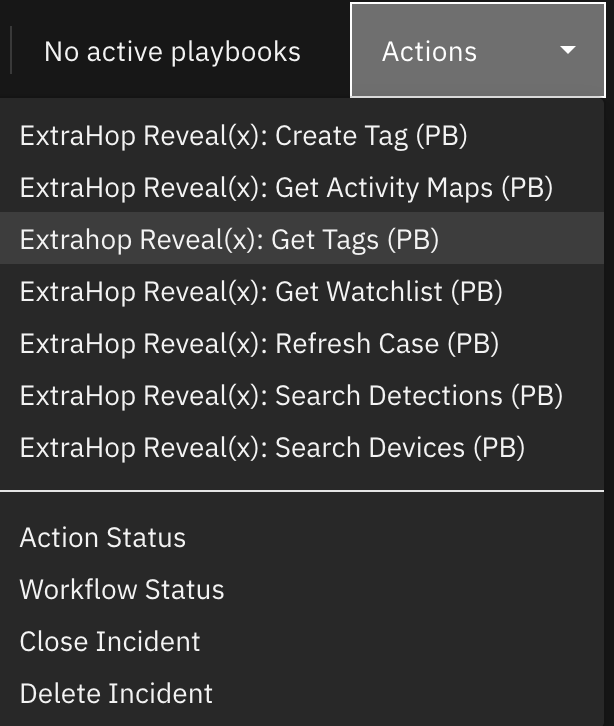 No active playbooks
Actions
ExtraHop Reveal(x): Create Tag (PB)
ExtraHop Reveal(x): Get Activity Maps (PB)
Extrahop Reveal(x): Get Tags (PB)
ExtraHop Reveal(x): Get Watchlist (PB)
ExtraHop Reveal(x): Refresh Case (PB)
ExtraHop Reveal(x): Search Detections (PB)
ExtraHop Reveal(x): Search Devices (PB)
Action Status
Workflow Status
Close Incident
Delete Incident